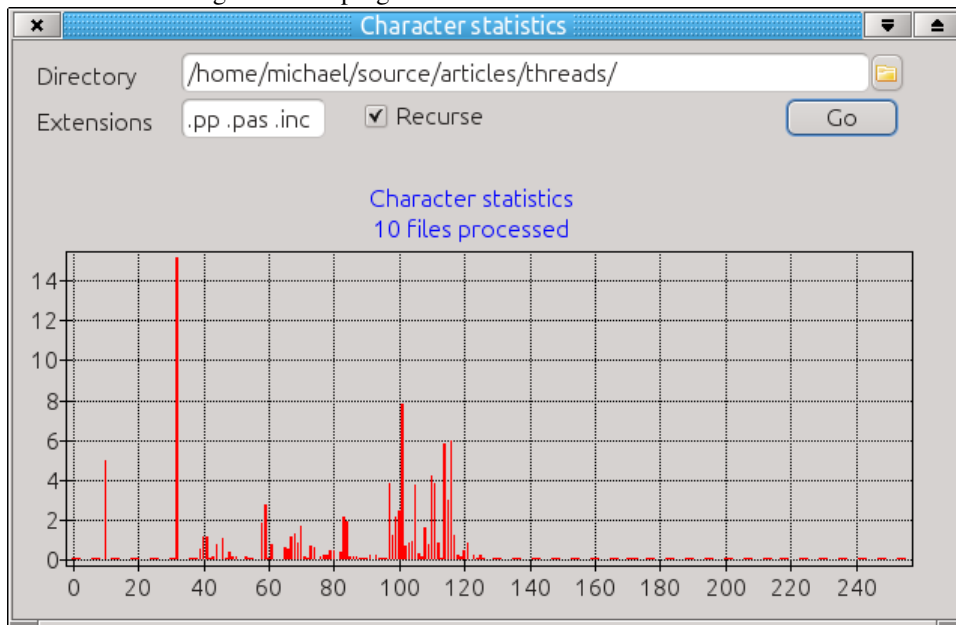 Character statistics
Directory /home/michael/source/articles/threads/
Extensions .pp .pas .inc Recurse Go
Character statistics
10 files processed
14
12
10
8
6
4
2
0
0 20 40 60 80 100 120 140 160 180 200 220 240